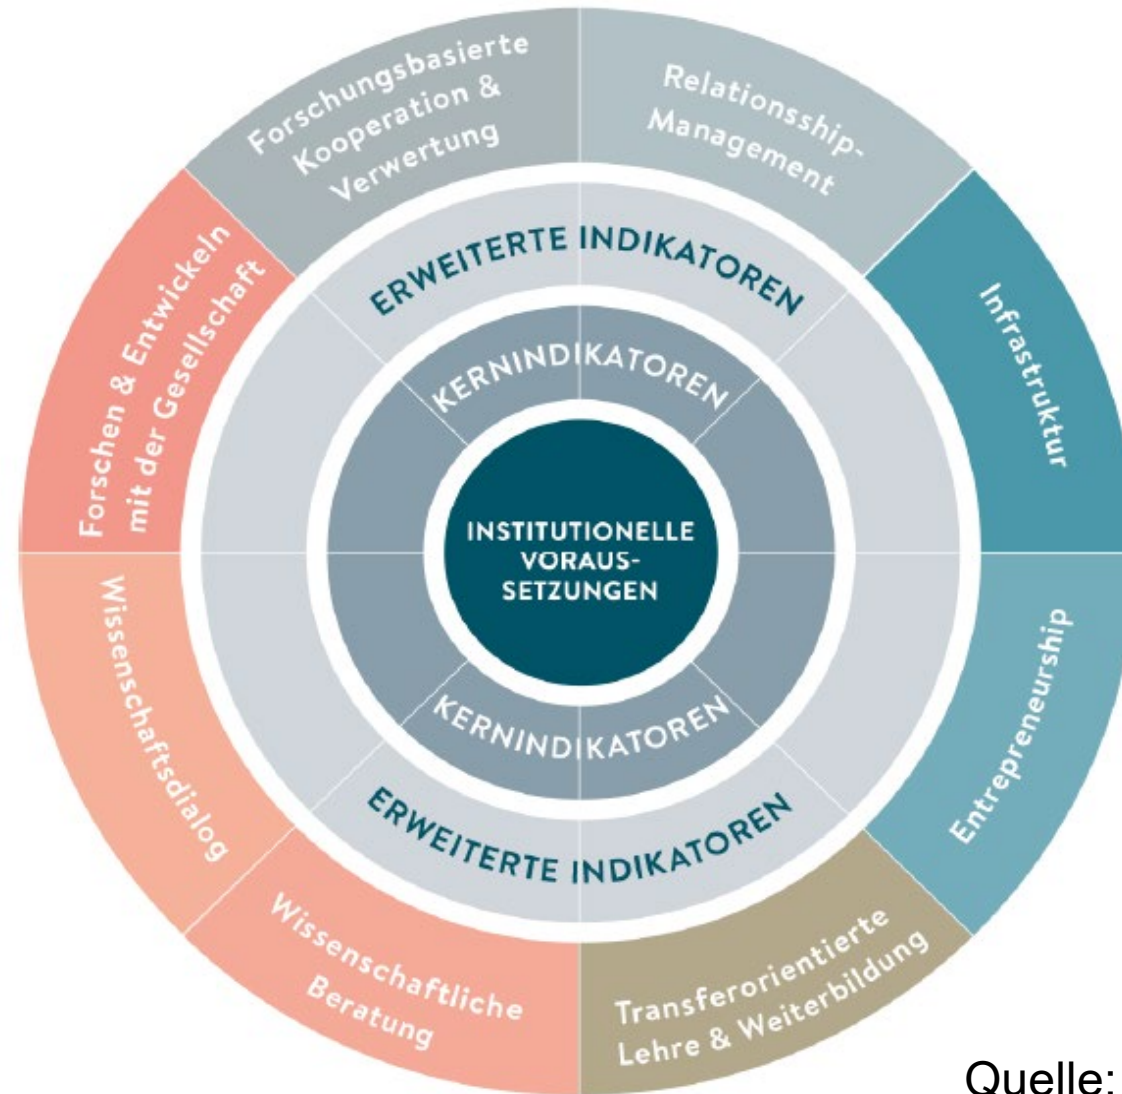 Forschungsbasierte
Kooperation &
Verwertung
Relationsship-
Management
Infrastruktur
Entrepreneurship
Transferorientierte
Lehre & Weiterbildung
Wissenschaftliche
Beratung
Wissenschaftsdialog
Forschen & Entwickeln
mit der Gesellschaft
ERWEITERTE INDIKATOREN
KERNINDIKATOREN
INSTITUTIONELLE
VORAUS-
SETZUNGEN
KERNINDIKATOREN
ERWEITERTE INDIKATOREN
Quelle: